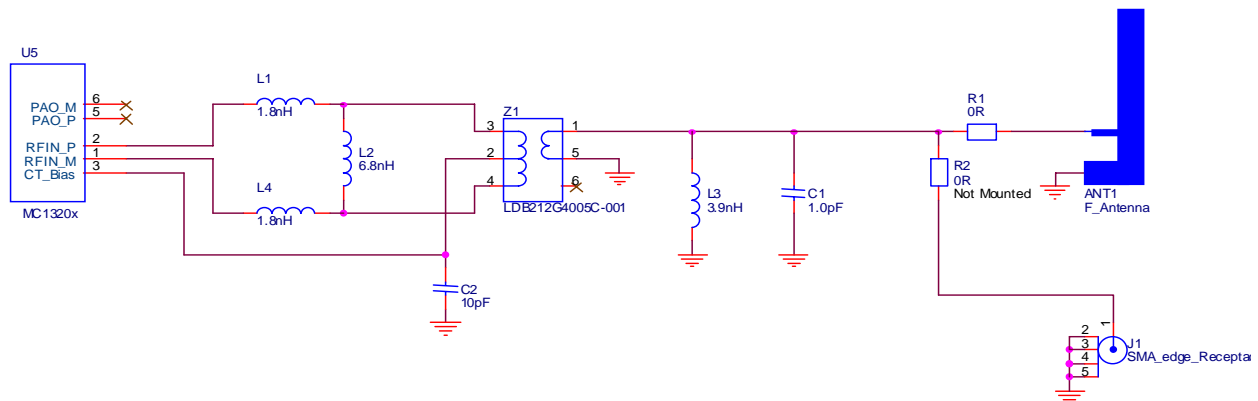 U5
PAO_M
PAO_P
RFIN_P
RFIN_M
CT_Bias
6
5
2
1
3
MC1320x
L1
1.8nH
L2
6.8nH
L4
1.8nH
C2
10pF
Z1
3
2
4
1
5
6
LDB212G4005C-001
L3
3.9nH
C1
1.0pF
R1
0R
R2
0R
Not Mounted
ANT1
F_Antenna
1
2
3
4
5
J1
SMA_edge_Receptac